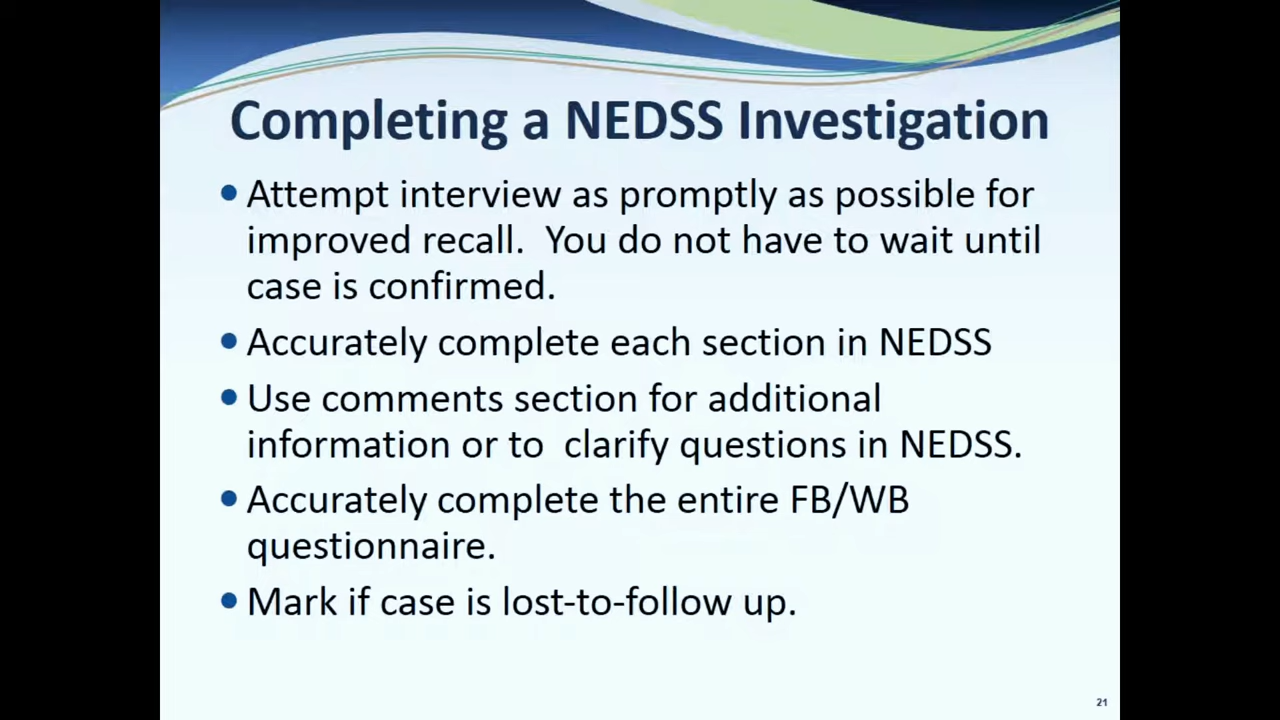 Completing a NEDSS Investigation
• Attempt interview as promptly as possible for
improved recall.  You do not have to wait until
case is confirmed.
• Accurately complete each section in NEDSS
• Use comments section for additional
information or to  clarify questions in NEDSS.
• Accurately complete the entire FB/WB
questionnaire.
• Mark if case is lost-to-follow up.
21